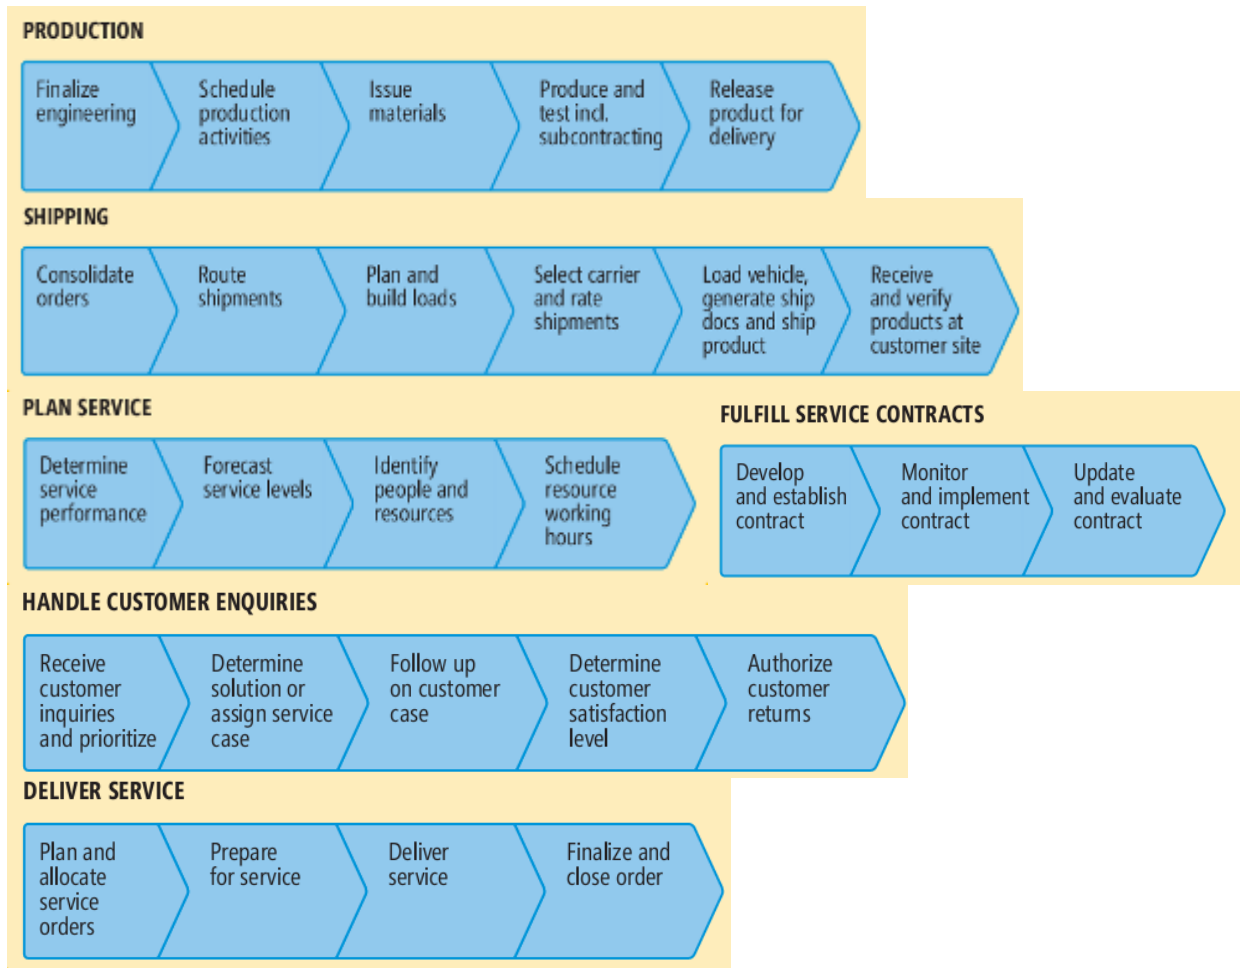 PRODUCTION
Finalize
engineering
Schedule
production
activities
Issue
materials
Produce and
test incl.
subcontracting
Release
product for
delivery
SHIPPING
Consolidate
orders
Route
shipments
Plan and
build loads
Select carrier
and rate
shipments
Load vehicle,
generate ship
docs and ship
product
Receive
and verify
products at
customer site
PLAN SERVICE
Determine
service
performance
Forecast
service levels
Identify
people and
resources
Schedule
resource
working
hours
FULFILL SERVICE CONTRACTS
Develop
and establish
contract
Monitor
and implement
contract
Update
and evaluate
contract
HANDLE CUSTOMER ENQUIRIES
Receive
customer
inquiries
and prioritize
Determine
solution or
assign service
case
Follow up
on customer
case
Determine
customer
satisfaction
level
Authorize
customer
returns
DELIVER SERVICE
Plan and
allocate
service
orders
Prepare
for service
Deliver
service
Finalize and
close order